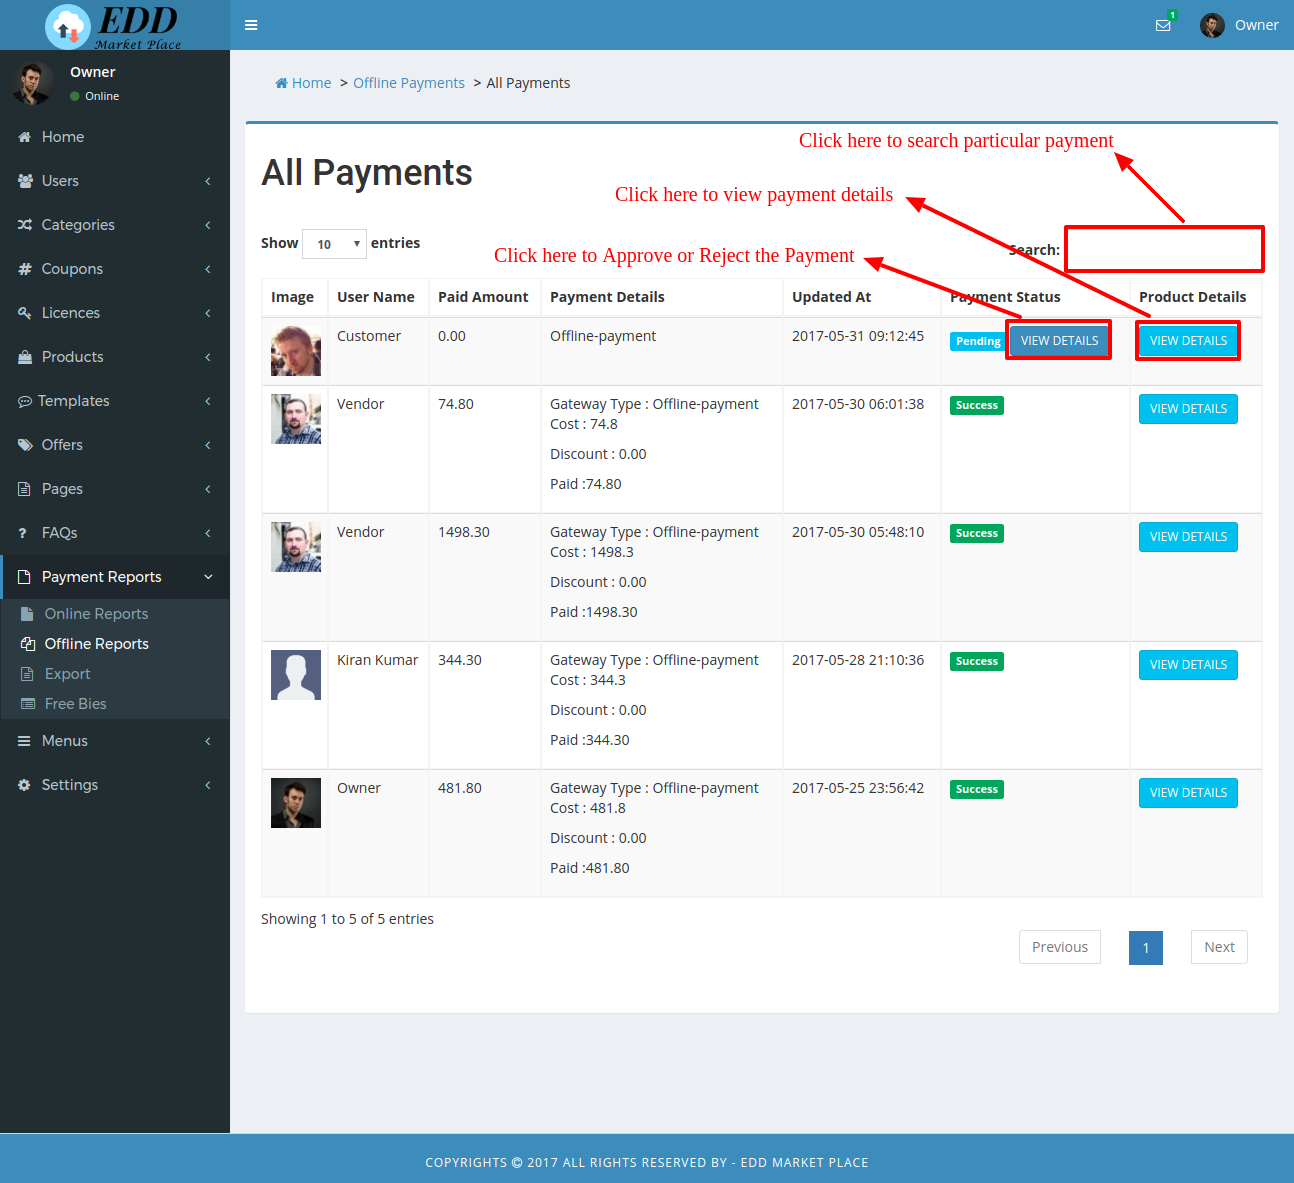 EDD
Market Place
1
Owner
Owner
Online
Home
Users
Categories
Coupons
Licences
Products
Templates
Offers
Pages
FAQs
Payment Reports
Online Reports
Offline Reports
Export
Free Bies
Menus
Settings
Home > Offline Payments > All Payments
Click here to search particular payment
All Payments
Click here to view payment details
Show 10 entries
Search:
Click here to Approve or Reject the Payment
Image User Name Paid Amount Payment Details Updated At Payment Status Product Details
Customer 0.00 Offline-payment 2017-05-31 09:12:45 Pending VIEW DETAILS VIEW DETAILS
Vendor 74.80 Gateway Type : Offline-payment 2017-05-30 06:01:38 Success VIEW DETAILS
Cost : 74.8
Discount : 0.00
Paid :74.80
Vendor 1498.30 Gateway Type : Offline-payment 2017-05-30 05:48:10 Success VIEW DETAILS
Cost : 1498.3
Discount : 0.00
Paid :1498.30
Kiran Kumar 344.30 Gateway Type : Offline-payment 2017-05-28 21:10:36 Success VIEW DETAILS
Cost : 344.3
Discount : 0.00
Paid :344.30
Owner 481.80 Gateway Type : Offline-payment 2017-05-25 23:56:42 Success VIEW DETAILS
Cost : 481.8
Discount : 0.00
Paid :481.80
Showing 1 to 5 of 5 entries
Previous 1 Next
COPYRIGHTS © 2017 ALL RIGHTS RESERVED BY - EDD MARKET PLACE